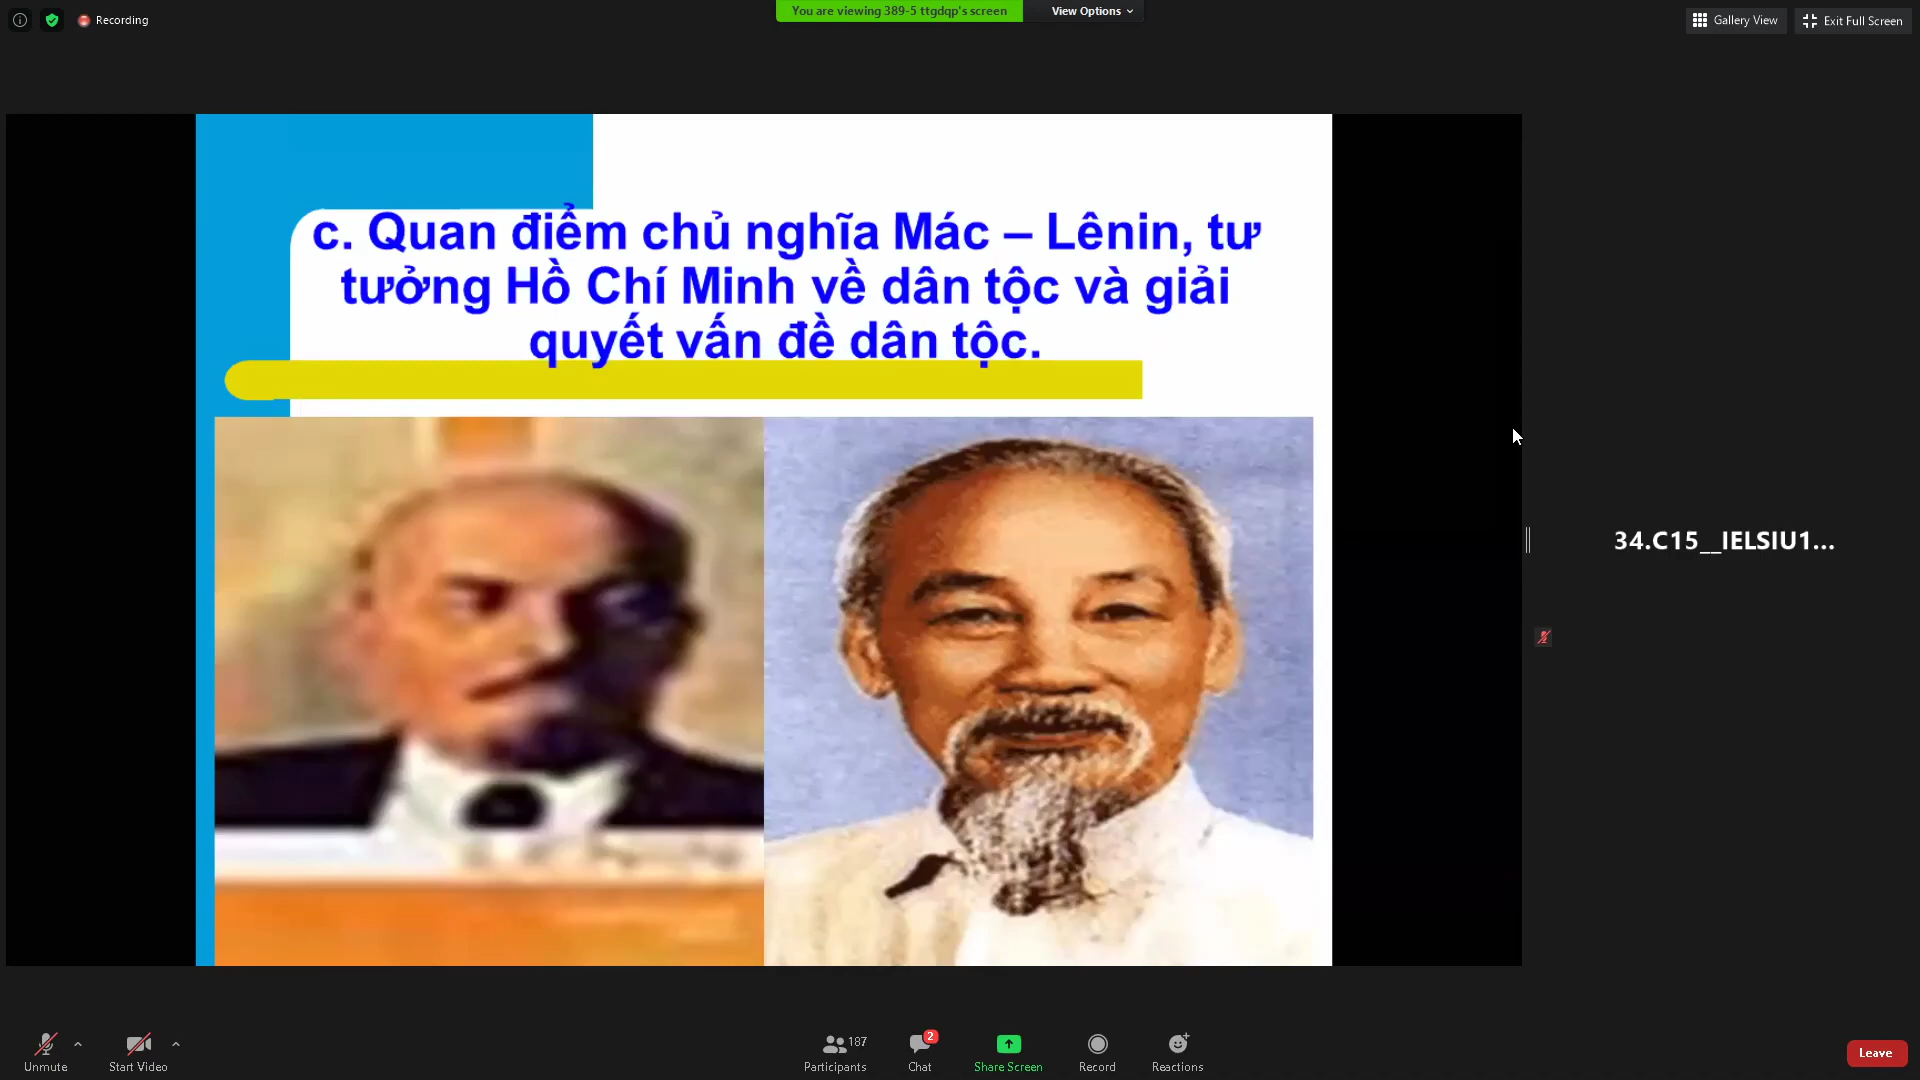 Recording
You are viewing 389-5 ttgdqp's screen
View Options
Gallery View
Exit Full Screen
c. Quan điểm chủ nghĩa Mác – Lênin, tư
tưởng Hồ Chí Minh về dân tộc và giải
quyết vấn đề dân tộc.
34.C15__IELSIU1...
Unmute
Start Video
187
Participants
2
Chat
Share Screen
Record
Reactions
Leave